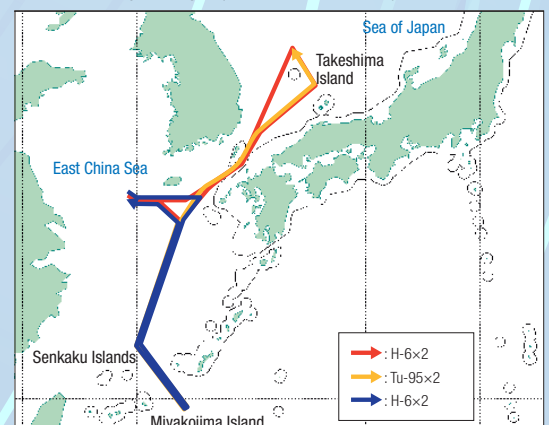 Sea of Japan
Takeshima
Island
East China Sea
Senkaku Islands
Miyakojima Island
: H-6×2
: Tu-95×2
: H-6×2